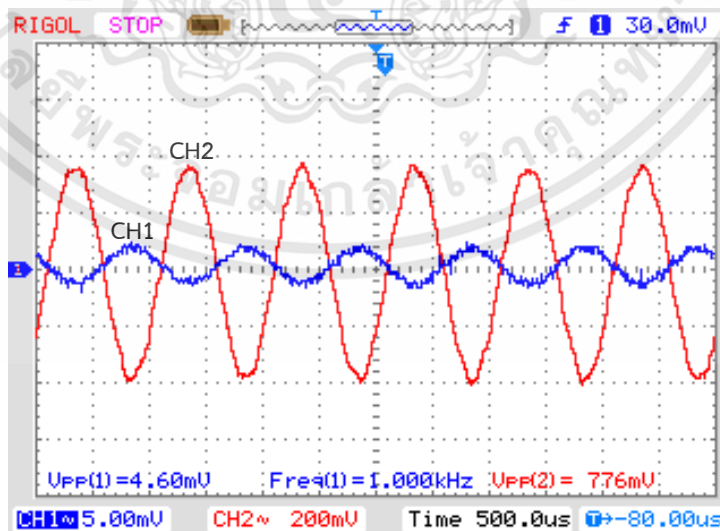 RIGOL STOP T f 1 30.0mV
T
CH2
CH1
1
Vpp(1)=4.60mV Freq(1)=1.000kHz Vpp(2)= 776mV
CH1~ 5.00mV CH2~ 200mV Time 500.0us T→-80.00us